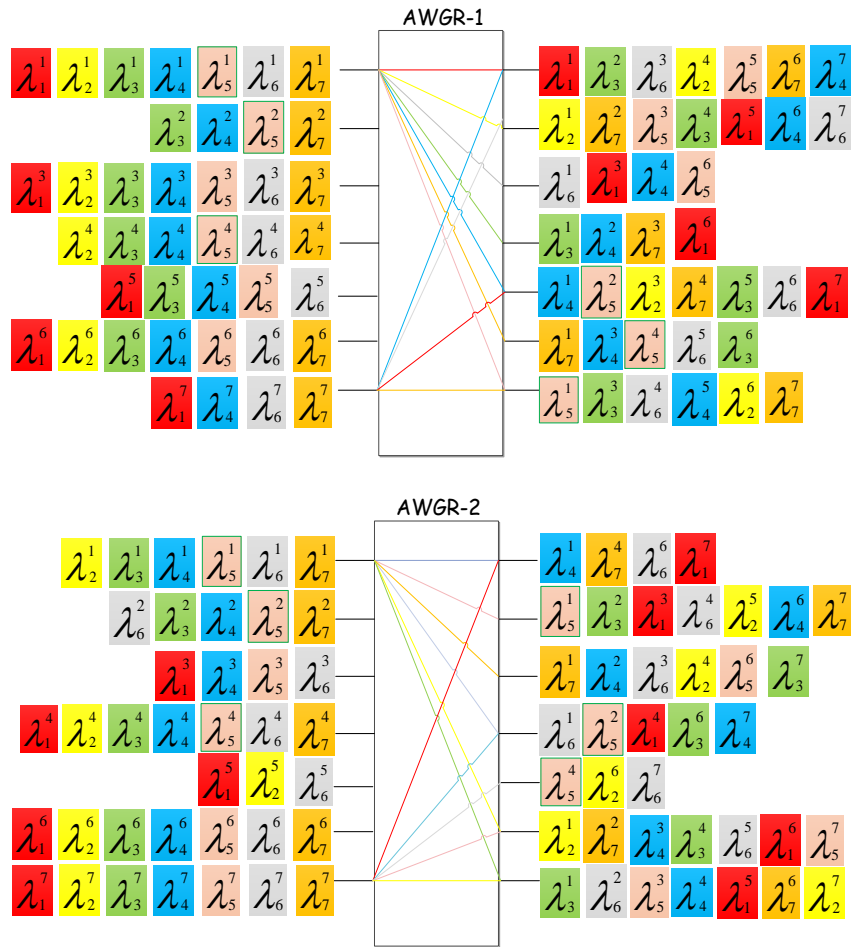 AWGR-1
λ₁¹ λ₂¹ λ₃¹ λ₄¹ λ₅¹ λ₆¹ λ₇¹ λ₁¹ λ₃² λ₆³ λ₂⁴ λ₅⁵ λ₇⁶ λ₄⁷
λ₃² λ₄² λ₅² λ₇² λ₂¹ λ₇² λ₅³ λ₃⁴ λ₁⁵ λ₄⁶ λ₆⁷
λ₁³ λ₂³ λ₃³ λ₄³ λ₅³ λ₆³ λ₇³ λ₆¹ λ₁³ λ₄⁴ λ₅⁶
λ₂⁴ λ₃⁴ λ₄⁴ λ₅⁴ λ₆⁴ λ₇⁴ λ₃¹ λ₄² λ₇³ λ₁⁶
λ₁⁵ λ₃⁵ λ₄⁵ λ₅⁵ λ₆⁵ λ₄¹ λ₅² λ₂³ λ₇⁴ λ₃⁵ λ₆⁶ λ₁⁷
λ₁⁶ λ₂⁶ λ₃⁶ λ₄⁶ λ₅⁶ λ₆⁶ λ₇⁶ λ₇¹ λ₄³ λ₅⁴ λ₆⁵ λ₃⁶
λ₁⁷ λ₄⁷ λ₆⁷ λ₇⁷ λ₅¹ λ₃³ λ₆⁴ λ₄⁵ λ₂⁶ λ₇⁷
AWGR-2
λ₂¹ λ₃¹ λ₄¹ λ₅¹ λ₆¹ λ₇¹ λ₄¹ λ₇⁴ λ₆⁶ λ₁⁷
λ₆² λ₃² λ₄² λ₅² λ₇² λ₅¹ λ₃² λ₁³ λ₆⁴ λ₂⁵ λ₄⁶ λ₇⁷
λ₁³ λ₄³ λ₅³ λ₆³ λ₇¹ λ₄² λ₆³ λ₂⁴ λ₅⁶ λ₃⁷
λ₁⁴ λ₂⁴ λ₃⁴ λ₄⁴ λ₅⁴ λ₆⁴ λ₇⁴ λ₆¹ λ₅² λ₁⁴ λ₃⁶ λ₄⁷
λ₁⁵ λ₂⁵ λ₆⁵ λ₅⁴ λ₂⁶ λ₆⁷
λ₁⁶ λ₂⁶ λ₃⁶ λ₄⁶ λ₅⁶ λ₆⁶ λ₇⁶ λ₂¹ λ₇² λ₄³ λ₃⁴ λ₆⁵ λ₁⁶ λ₅⁷
λ₁⁷ λ₂⁷ λ₃⁷ λ₄⁷ λ₅⁷ λ₆⁷ λ₇⁷ λ₃¹ λ₆² λ₅³ λ₄⁴ λ₁⁵ λ₇⁶ λ₂⁷